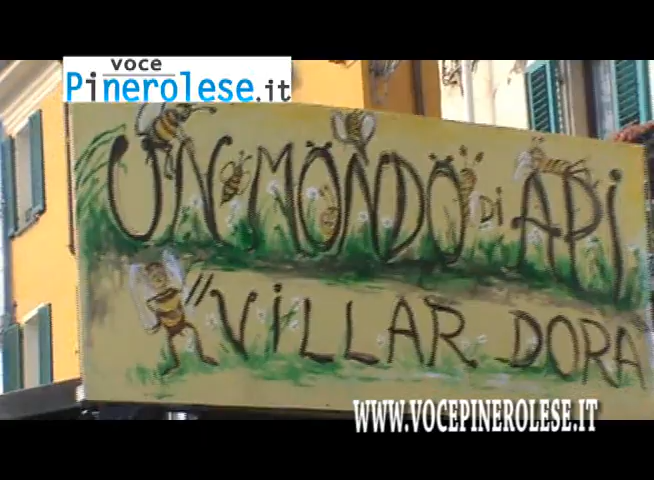 voce
Pinerolese.it
UN MONDO Di APi
"ViLLAR DORA"
WWW.VOCEPINEROLESE.IT